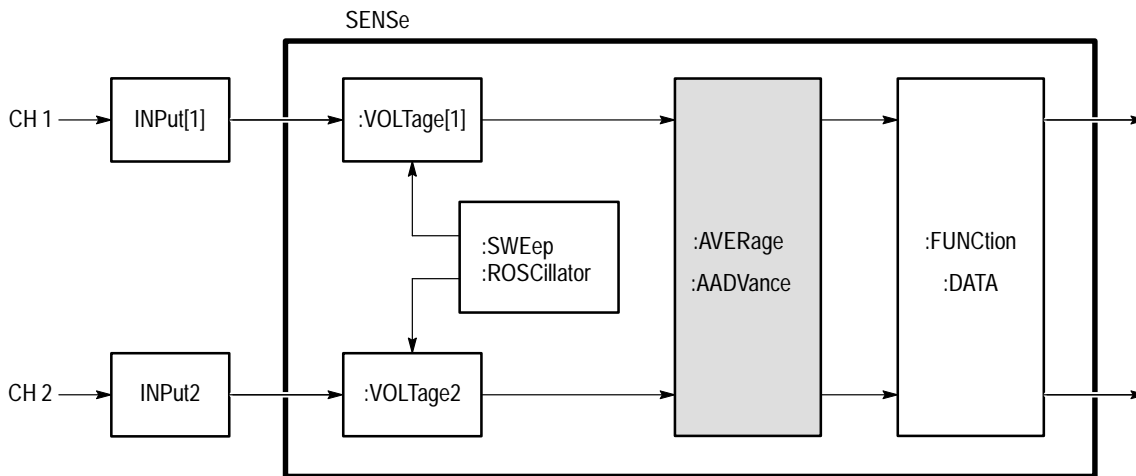 SENSe
CH 1
INPut[1]
:VOLTage[1]
:SWEep
:ROSCillator
:AVERage
:AADVance
:FUNCtion
:DATA
CH 2
INPut2
:VOLTage2